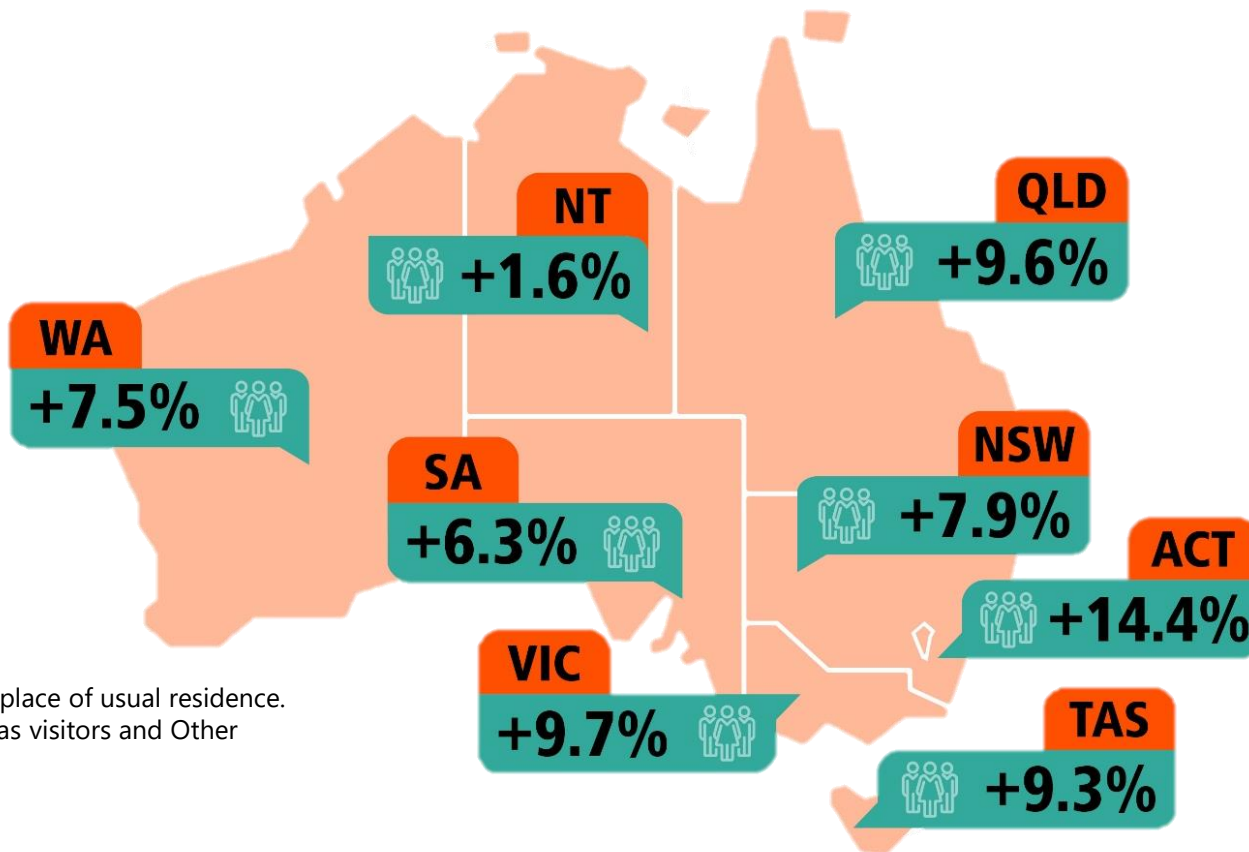 QLD
+9.6%
NT
+1.6%
WA
+7.5%
NSW
+7.9%
SA
+6.3%
ACT
+14.4%
VIC
+9.7%
TAS
+9.3%
place of usual residence.
as visitors and Other